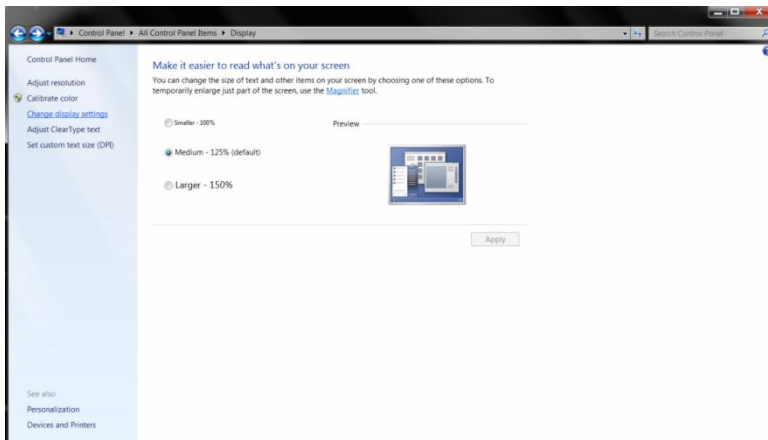 Control Panel ▸ All Control Panel Items ▸ Display
Search Control Panel
Control Panel Home
Adjust resolution
Calibrate color
Change display settings
Adjust ClearType text
Set custom text size (DPI)
Make it easier to read what's on your screen
You can change the size of text and other items on your screen by choosing one of these options. To
temporarily enlarge just part of the screen, use the Magnifier tool.
Smaller - 100%
Preview
Medium - 125% (default)
Larger - 150%
Apply
See also
Personalization
Devices and Printers